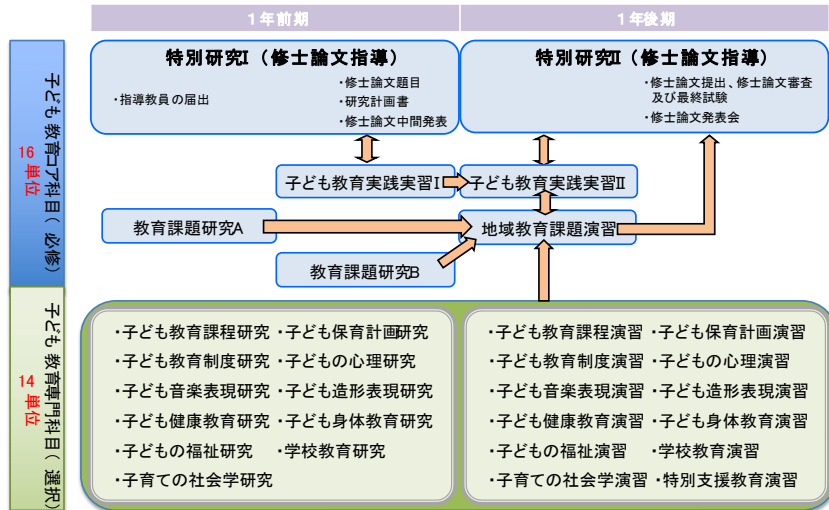 1年前期
1年後期
子ども教育コア科目(必修)
16単位
特別研究Ⅰ(修士論文指導)
・指導教員の届出
・修士論文題目
・研究計画書
・修士論文中間発表
特別研究Ⅱ(修士論文指導)
・修士論文提出、修士論文審査
及び最終試験
・修士論文発表会
子ども教育実践実習Ⅰ
子ども教育実践実習Ⅱ
教育課題研究A
地域教育課題演習
教育課題研究B
子ども教育専門科目(選択)
14単位
・子ども教育課程研究 ・子ども保育計画研究
・子ども教育制度研究 ・子どもの心理研究
・子ども音楽表現研究 ・子ども造形表現研究
・子ども健康教育研究 ・子ども身体教育研究
・子どもの福祉研究 ・学校教育研究
・子育ての社会学研究
・子ども教育課程演習 ・子ども保育計画演習
・子ども教育制度演習 ・子どもの心理演習
・子ども音楽表現演習 ・子ども造形表現演習
・子ども健康教育演習 ・子ども身体教育演習
・子どもの福祉演習 ・学校教育演習
・子育ての社会学演習 ・特別支援教育演習